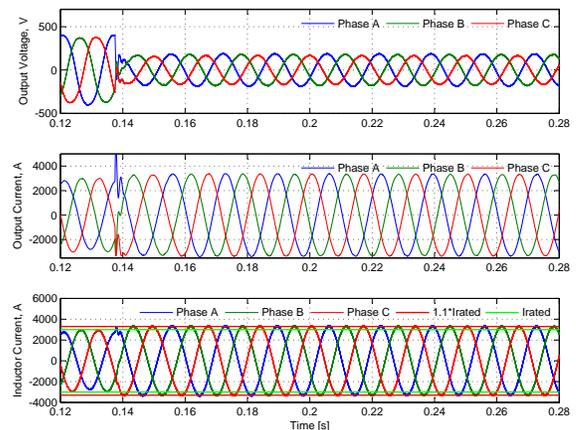 Output Voltage, V
500
0
-500
Phase A Phase B Phase C
0.12 0.14 0.16 0.18 0.2 0.22 0.24 0.26 0.28
Output Current, A
4000
2000
0
-2000
Phase A Phase B Phase C
0.12 0.14 0.16 0.18 0.2 0.22 0.24 0.26 0.28
Inductor Current, A
6000
4000
2000
0
-2000
-4000
Phase A Phase B Phase C 1.1*Irated Irated
0.12 0.14 0.16 0.18 0.2 0.22 0.24 0.26 0.28
Time [s]